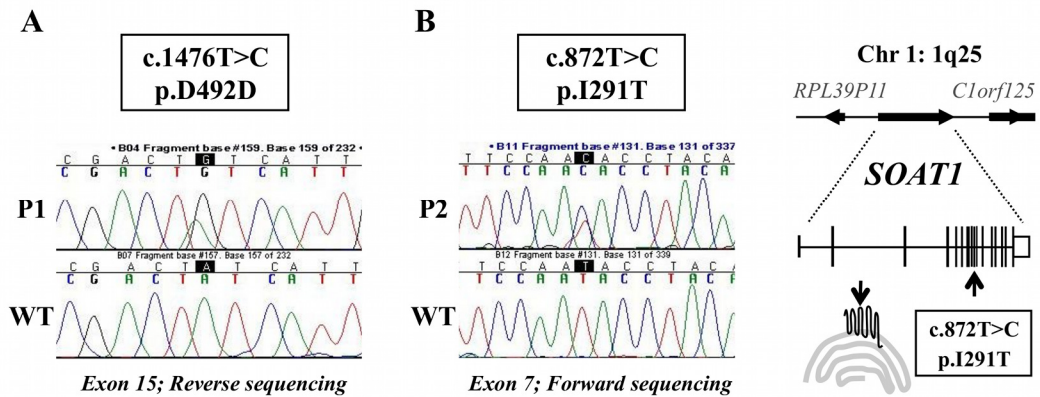 A
c.1476T>C
p.D492D
B04 Fragment base #159. Base 159 of 232
C G A C T G T C A T T
C G A C T G T C A T T
P1
B07 Fragment base #157. Base 157 of 232
C G A C T A T C A T T
C G A C T A T C A T T
WT
Exon 15; Reverse sequencing
B
c.872T>C
p.I291T
B11 Fragment base #131. Base 131 of 337
T T C C A A C A C C T A C A
T T C C A A C A C C T A C A
P2
B12 Fragment base #131. Base 131 of 339
T C C A A T A C C T A C A
T C C A A T A C C T A C A
WT
Exon 7; Forward sequencing
Chr 1: 1q25
RPL39P11
C1orf125
SOAT1
c.872T>C
p.I291T